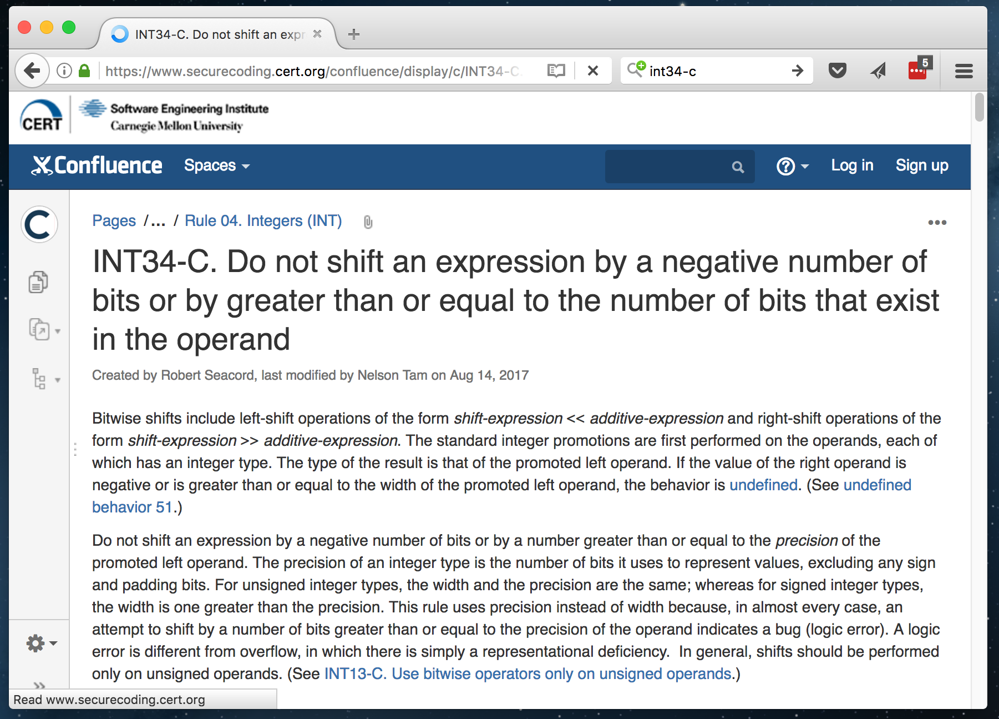 INT34-C. Do not shift an expr
https://www.securecoding.cert.org/confluence/display/c/INT34-C.
int34-c
5
CERT
Software Engineering Institute
Carnegie Mellon University
Confluence
Spaces
Log in
Sign up
Pages / ... / Rule 04. Integers (INT)
INT34-C. Do not shift an expression by a negative number of
bits or by greater than or equal to the number of bits that exist
in the operand
Created by Robert Seacord, last modified by Nelson Tam on Aug 14, 2017
Bitwise shifts include left-shift operations of the form shift-expression << additive-expression and right-shift operations of the
form shift-expression >> additive-expression. The standard integer promotions are first performed on the operands, each of
which has an integer type. The type of the result is that of the promoted left operand. If the value of the right operand is
negative or is greater than or equal to the width of the promoted left operand, the behavior is undefined. (See undefined
behavior 51.)
Do not shift an expression by a negative number of bits or by a number greater than or equal to the precision of the
promoted left operand. The precision of an integer type is the number of bits it uses to represent values, excluding any sign
and padding bits. For unsigned integer types, the width and the precision are the same; whereas for signed integer types,
the width is one greater than the precision. This rule uses precision instead of width because, in almost every case, an
attempt to shift by a number of bits greater than or equal to the precision of the operand indicates a bug (logic error). A logic
error is different from overflow, in which there is simply a representational deficiency. In general, shifts should be performed
only on unsigned operands. (See INT13-C. Use bitwise operators only on unsigned operands.)
Read www.securecoding.cert.org